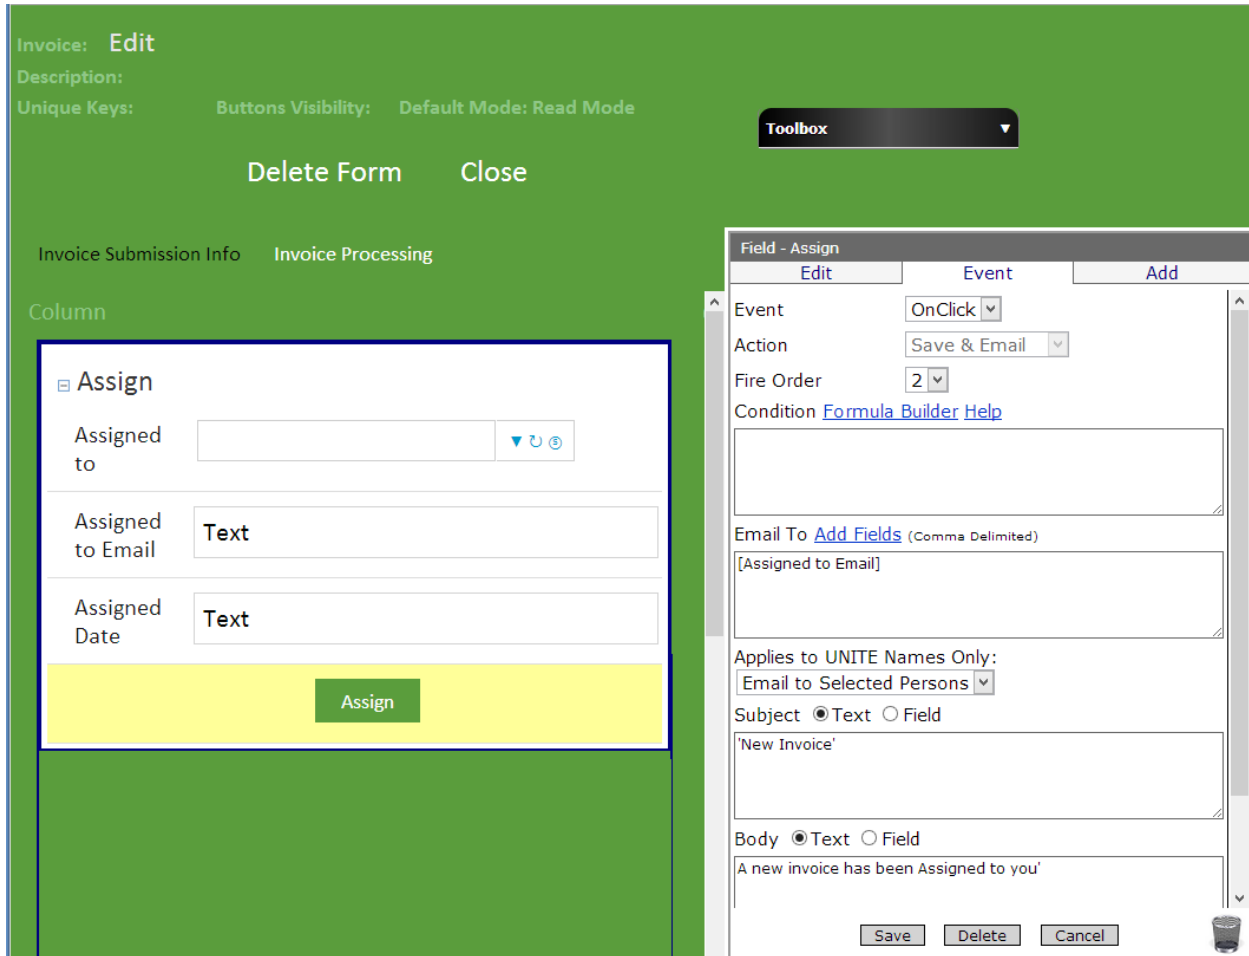 Invoice: Edit
Description:
Unique Keys: Buttons Visibility: Default Mode: Read Mode
Toolbox
Delete Form Close
Invoice Submission Info Invoice Processing
Column
Assign
Assigned to
Assigned to Email Text
Assigned Date Text
Assign
Field - Assign
Edit Event Add
Event OnClick
Action Save & Email
Fire Order 2
Condition Formula Builder Help
Email To Add Fields (Comma Delimited)
[Assigned to Email]
Applies to UNITE Names Only:
Email to Selected Persons
Subject Text Field
'New Invoice'
Body Text Field
A new invoice has been Assigned to you'
Save Delete Cancel